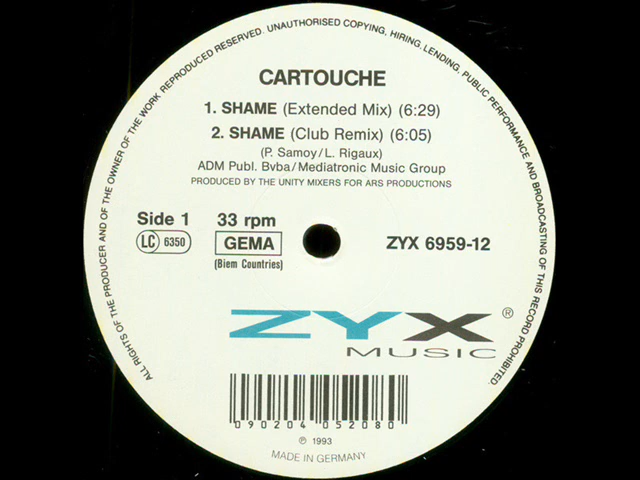 ALL RIGHTS OF THE PRODUCER AND OF THE OWNER OF THE WORK REPRODUCED RESERVED. UNAUTHORISED COPYING, HIRING, LENDING, PUBLIC PERFORMANCE AND BROADCASTING OF THIS RECORD PROHIBITED.
CARTOUCHE
1. SHAME (Extended Mix) (6:29)
2. SHAME (Club Remix) (6:05)
(P. Samoy/L. Rigaux)
ADM Publ. Bvba/Mediatronic Music Group
PRODUCED BY THE UNITY MIXERS FOR ARS PRODUCTIONS
Side 1 33 rpm
LC 6350 GEMA ZYX 6959-12
(Biem Countries)
ZYX ®
MUSIC
090204 052080
℗ 1993
MADE IN GERMANY